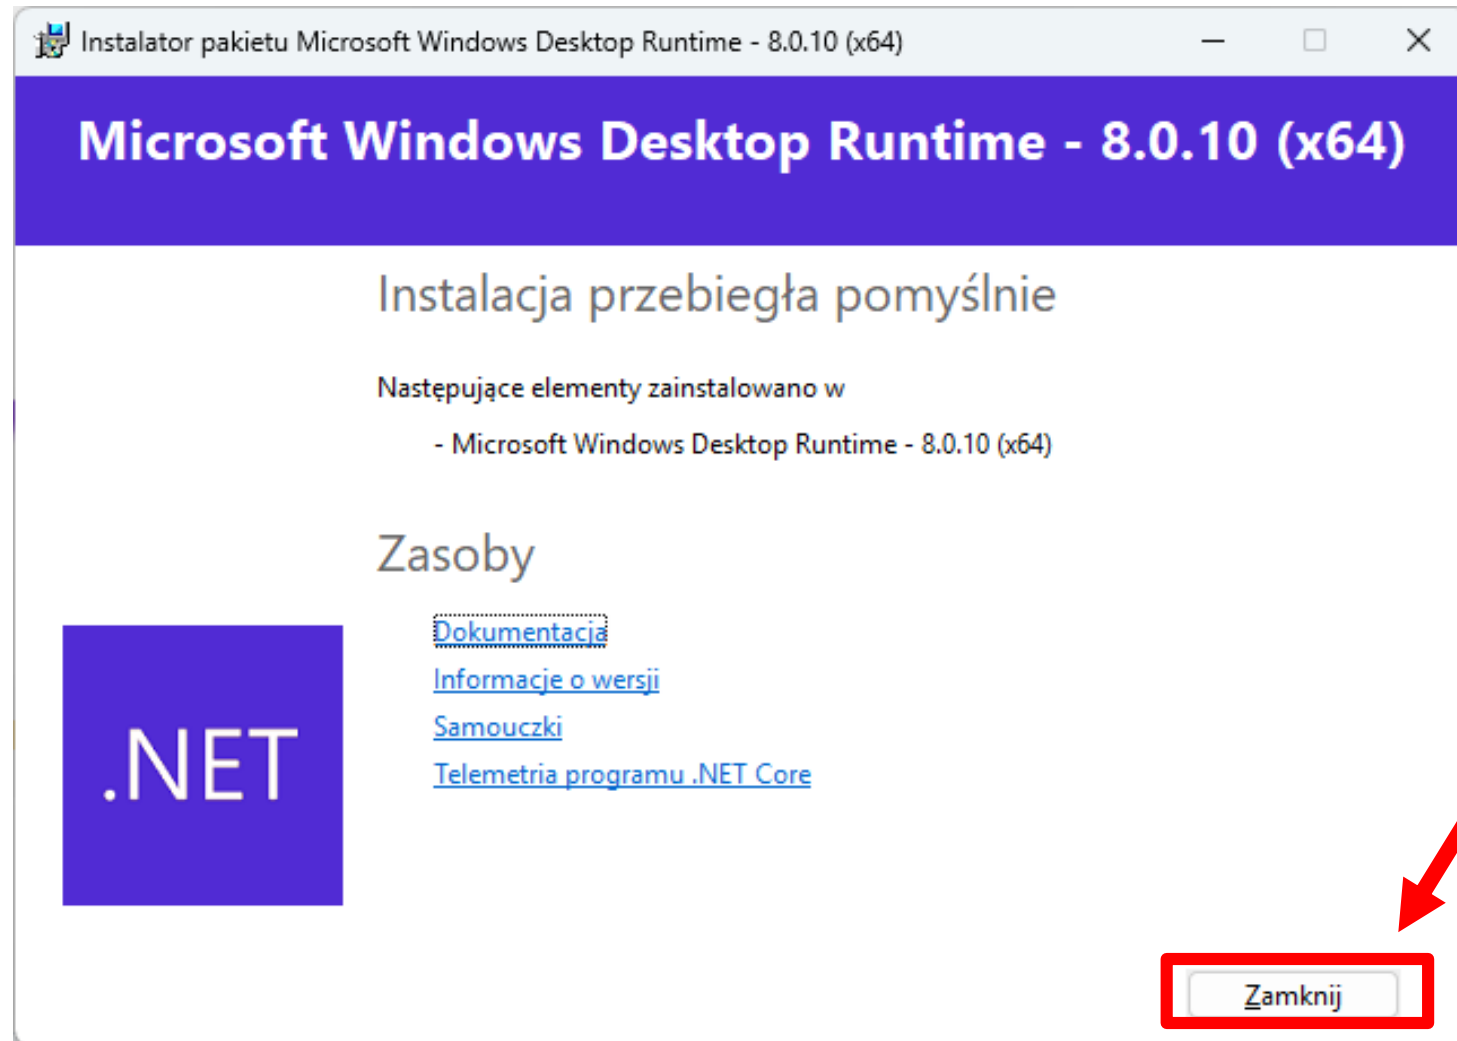 Instalator pakietu Microsoft Windows Desktop Runtime - 8.0.10 (x64)
Microsoft Windows Desktop Runtime - 8.0.10 (x64)
Instalacja przebiegła pomyślnie
Następujące elementy zainstalowano w
- Microsoft Windows Desktop Runtime - 8.0.10 (x64)
Zasoby
Dokumentacja
Informacje o wersji
Samouczki
Telemetria programu .NET Core
.NET
Zamknij